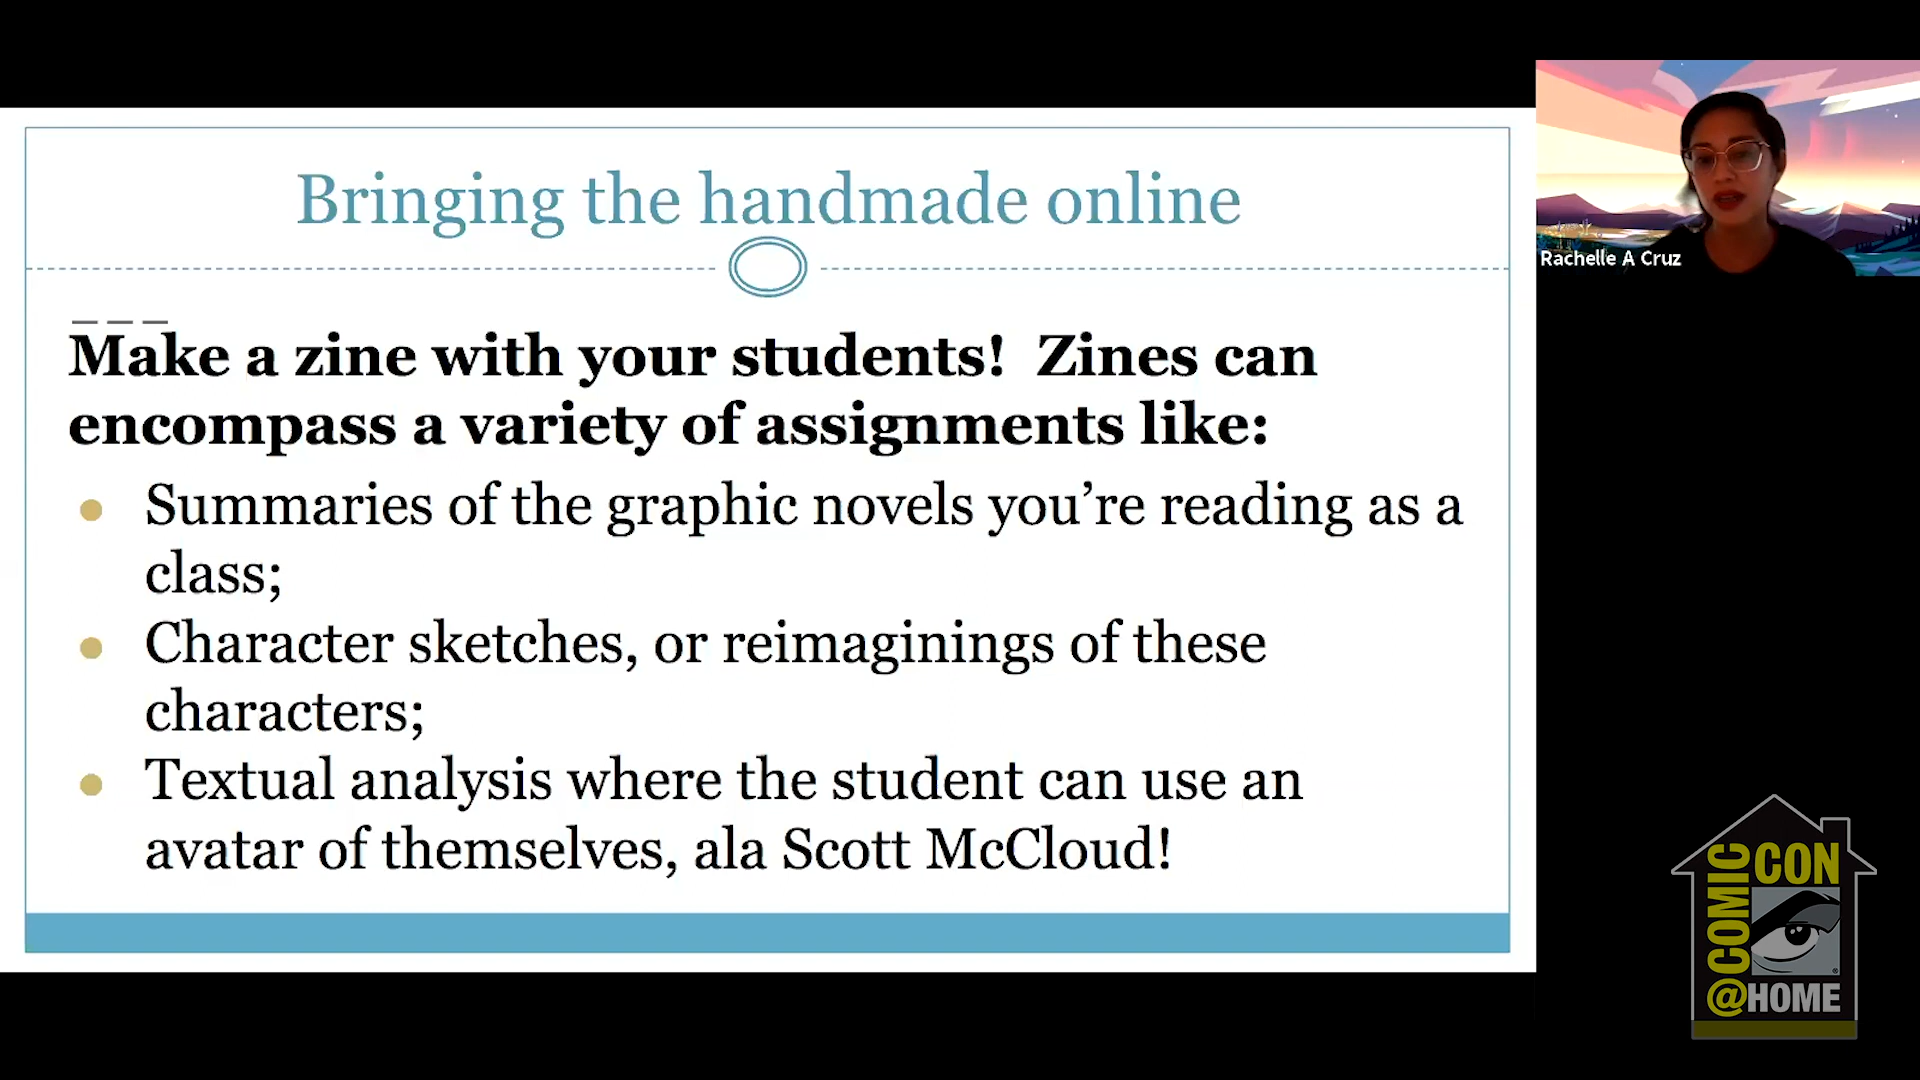 Bringing the handmade online
Make a zine with your students!  Zines can
encompass a variety of assignments like:
Summaries of the graphic novels you’re reading as a
class;
Character sketches, or reimaginings of these
characters;
Textual analysis where the student can use an
avatar of themselves, ala Scott McCloud!
Rachelle A Cruz
COMIC
CON
@HOME